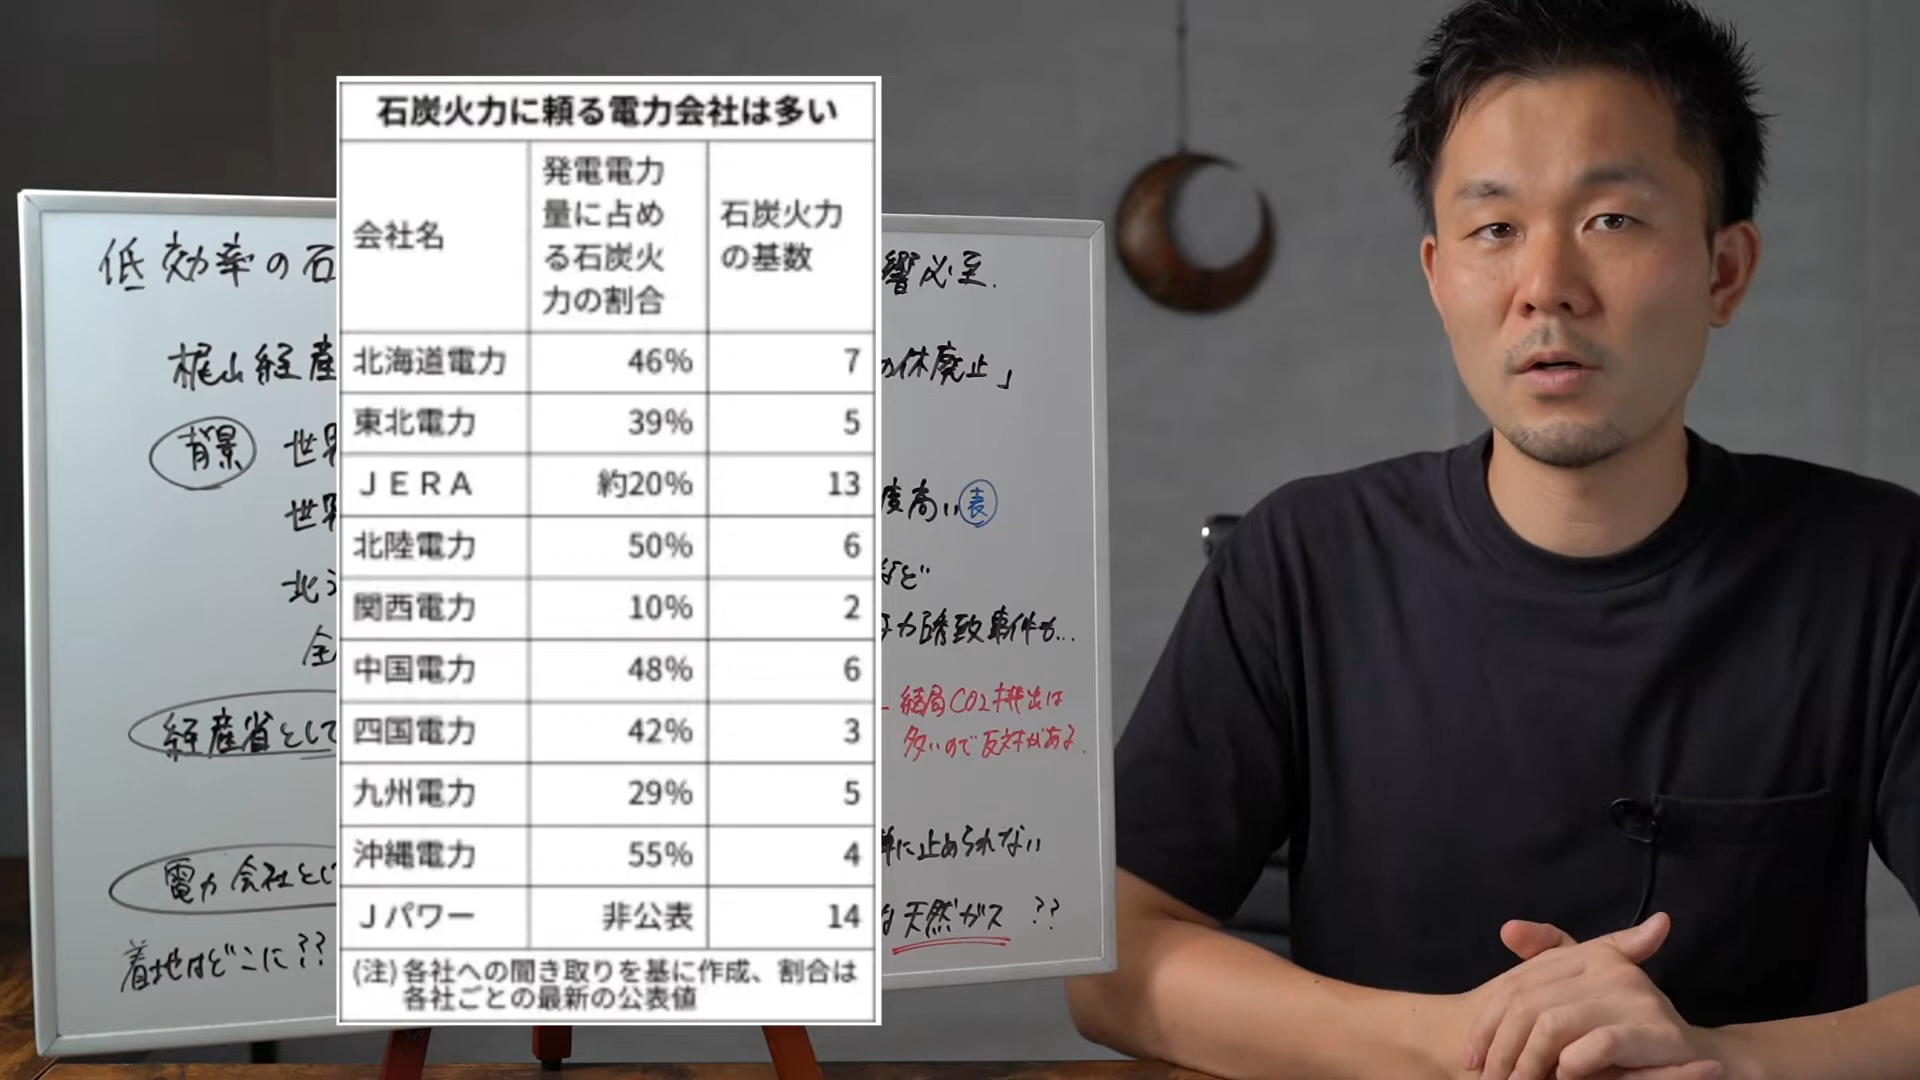 石炭火力に頼る電力会社は多い
会社名 発電電力量に占める石炭火力の割合 石炭火力の基数
北海道電力 46% 7
東北電力 39% 5
ＪＥＲＡ 約20% 13
北陸電力 50% 6
関西電力 10% 2
中国電力 48% 6
四国電力 42% 3
九州電力 29% 5
沖縄電力 55% 4
Ｊパワー 非公表 14
(注) 各社への聞き取りを基に作成、割合は
各社ごとの最新の公表値
低効率の石
響必至.
梶山経産
の休廃止」
背景 世界
世界
度高い 表
など
力誘致事件も...
全
結局CO2排出は
多いので反対がある.
経産省として
に止められない
電力会社とし
天然ガス ??
着地はどこに??